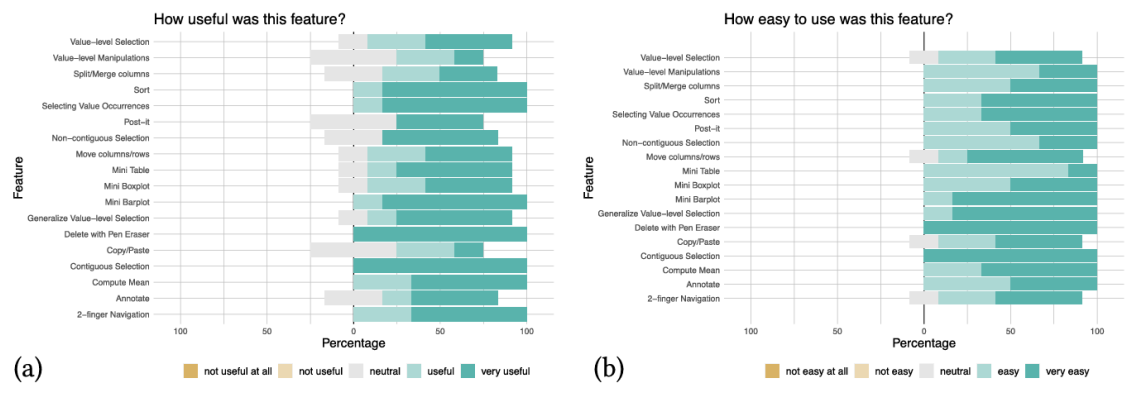 How useful was this feature?
Value-level Selection
Value-level Manipulations
Split/Merge columns
Sort
Selecting Value Occurrences
Post-it
Non-contiguous Selection
Move columns/rows
Mini Table
Mini Boxplot
Mini Barplot
Generalize Value-level Selection
Delete with Pen Eraser
Copy/Paste
Contiguous Selection
Compute Mean
Annotate
2-finger Navigation
Feature
100 50 0 50 100
Percentage
(a)
not useful at all not useful neutral useful very useful
How easy to use was this feature?
Value-level Selection
Value-level Manipulations
Split/Merge columns
Sort
Selecting Value Occurrences
Post-it
Non-contiguous Selection
Move columns/rows
Mini Table
Mini Boxplot
Mini Barplot
Generalize Value-level Selection
Delete with Pen Eraser
Copy/Paste
Contiguous Selection
Compute Mean
Annotate
2-finger Navigation
Feature
100 50 0 50 100
Percentage
(b)
not easy at all not easy neutral easy very easy